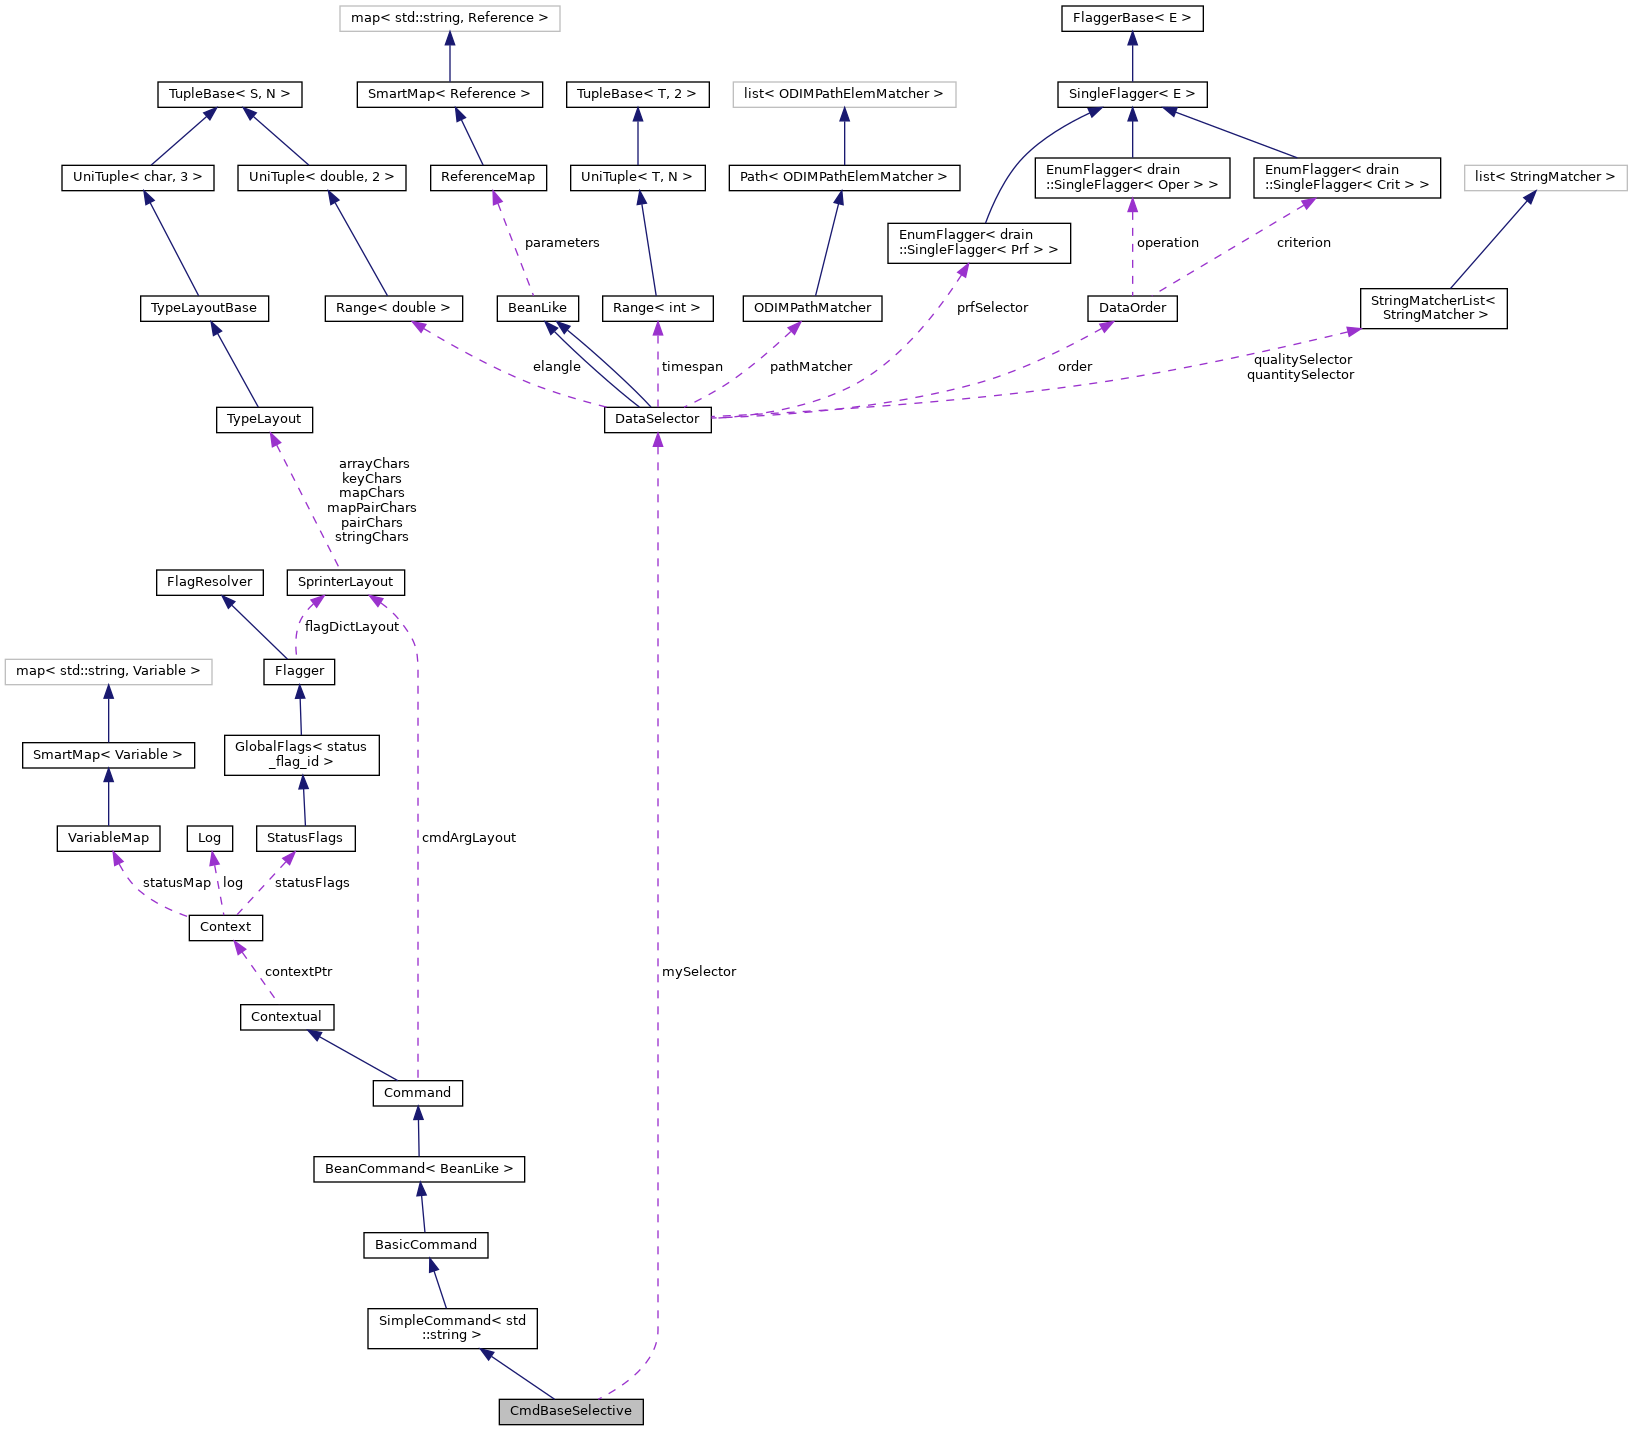 map< std::string, Reference >
FlaggerBase< E >
TupleBase< S, N >
SmartMap< Reference >
TupleBase< T, 2 >
list< ODIMPathElemMatcher >
SingleFlagger< E >
UniTuple< char, 3 >
UniTuple< double, 2 >
ReferenceMap
UniTuple< T, N >
Path< ODIMPathElemMatcher >
EnumFlagger< drain
::SingleFlagger< Oper > >
EnumFlagger< drain
::SingleFlagger< Crit > >
list< StringMatcher >
EnumFlagger< drain
::SingleFlagger< Prf > >
parameters
operation
criterion
TypeLayoutBase
Range< double >
BeanLike
Range< int >
ODIMPathMatcher
prfSelector
DataOrder
StringMatcherList<
StringMatcher >
elangle
timespan
pathMatcher
order
qualitySelector
quantitySelector
TypeLayout
DataSelector
arrayChars
keyChars
mapChars
mapPairChars
pairChars
stringChars
FlagResolver
SprinterLayout
flagDictLayout
map< std::string, Variable >
Flagger
SmartMap< Variable >
GlobalFlags< status
_flag_id >
VariableMap
Log
StatusFlags
cmdArgLayout
statusMap
log
statusFlags
Context
contextPtr
mySelector
Contextual
Command
BeanCommand< BeanLike >
BasicCommand
SimpleCommand< std
::string >
CmdBaseSelective